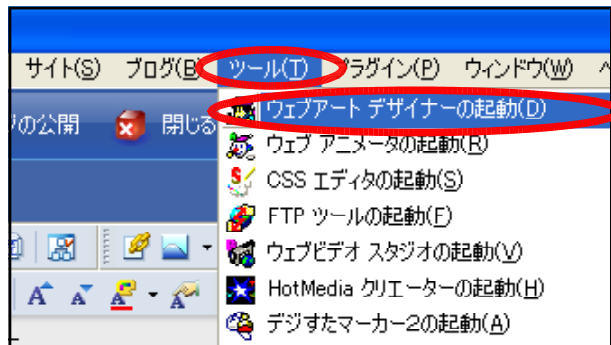 サイト(S) ブログ(B) ツール(T) プラグイン(P) ウィンドウ(W)
の公開 閉じる
ウェブアート デザイナーの起動(D)
ウェブ アニメータの起動(R)
CSS エディタの起動(S)
FTP ツールの起動(F)
ウェブビデオ スタジオの起動(V)
HotMedia クリエーターの起動(H)
デジすたマーカー2の起動(A)